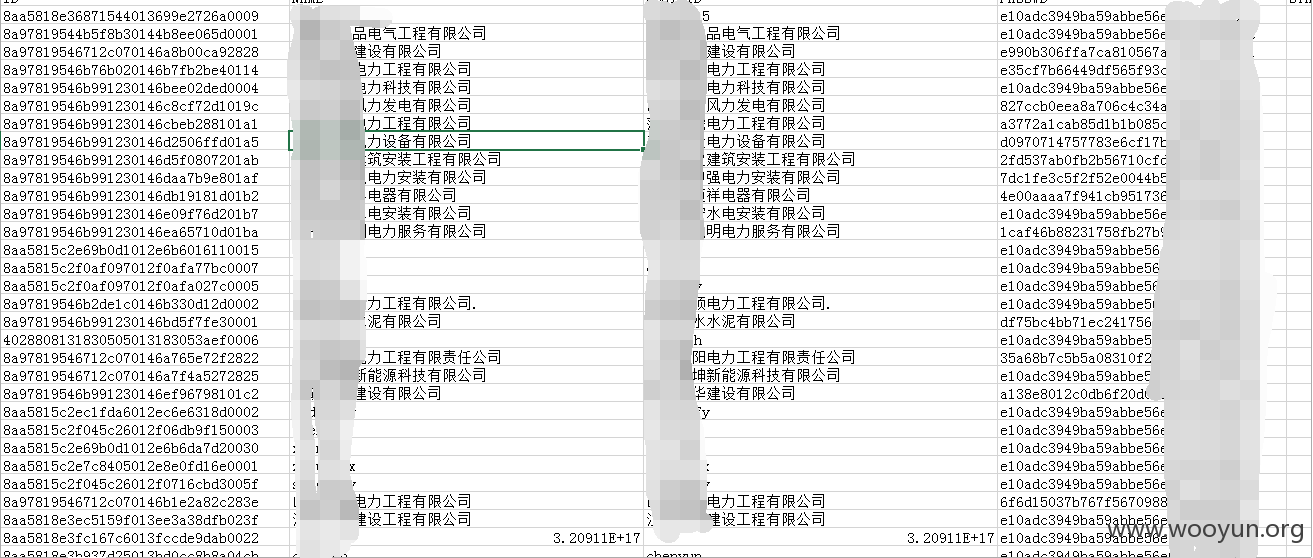 8aa5818e36871544013699e2726a0009 5 e10adc3949ba59abbe56e
8a97819544b5f8b30144b8ee065d0001 品电气工程有限公司 品电气工程有限公司 e10adc3949ba59abbe56e
8a97819546712c070146a8b00ca92828 建设有限公司 建设有限公司 e990b306ffa7ca810567a
8a97819546b76b020146b7fb2be40114 电力工程有限公司 电力工程有限公司 e35cf7b66449df565f93c
8a97819546b991230146bee02ded0004 电力科技有限公司 电力科技有限公司 e10adc3949ba59abbe56e
8a97819546b991230146c8cf72d1019c 风力发电有限公司 风力发电有限公司 827ccb0eea8a706c4c34a
8a97819546b991230146cbeb288101a1 电力工程有限公司 电力工程有限公司 a3772a1cab85d1b1b085c
8a97819546b991230146d2506ffd01a5 力设备有限公司 电力设备有限公司 d0970714757783e6cf17b
8a97819546b991230146d5f0807201ab 筑安装工程有限公司 建筑安装工程有限公司 2fd537ab0fb2b56710cfd
8a97819546b991230146daa7b9e801af 电力安装有限公司 强电力安装有限公司 7dc1fe3c5f2f52e0044b5
8a97819546b991230146db19181d01b2 电器有限公司 祥电器有限公司 4e00aaaa7f941cb951736
8a97819546b991230146e09f76d201b7 电安装有限公司 水电安装有限公司 e10adc3949ba59abbe56e
8a97819546b991230146ea65710d01ba 电力服务有限公司 明电力服务有限公司 1caf46b88231758fb27b9
8aa5815c2e69b0d1012e6b6016110015 e10adc3949ba59abbe56e
8aa5815c2f0af097012f0afa77bc0007 e10adc3949ba59abbe56e
8aa5815c2f0af097012f0afa027c0005 e10adc3949ba59abbe56e
8a97819546b2de1c0146b330d12d0002 力工程有限公司. 电力工程有限公司. e10adc3949ba59abbe56e
8a97819546b991230146bd5f7fe30001 泥有限公司 水水泥有限公司 df75bc4bb71ec241756
4028808131830505013183053aef0006 h e10adc3949ba59abbe5
8a97819546712c070146a765e72f2822 力工程有限责任公司 阳电力工程有限责任公司 35a68b7c5b5a08310f2
8a97819546712c070146a7f4a5272825 新能源科技有限公司 坤新能源科技有限公司 e10adc3949ba59abbe5
8a97819546b991230146ef96798101c2 建设有限公司 华建设有限公司 a138e8012c0db6f20d0
8aa5815c2ec1fda6012ec6e6318d0002 fy e10adc3949ba59abbe56
8aa5815c2f045c26012f06db9f150003 e10adc3949ba59abbe56
8aa5815c2e69b0d1012e6b6da7d20030 e10adc3949ba59abbe56
8aa5815c2e7c8405012e8e0fd16e0001 x x e10adc3949ba59abbe56
8aa5815c2f045c26012f0716cbd3005f y e10adc3949ba59abbe56
8a97819546712c070146b1e2a82c283e 电力工程有限公司 电力工程有限公司 6f6d15037b767f5670988
8aa5818e3ec5159f013ee3a38dfb023f 建设工程有限公司 建设工程有限公司 e10adc3949ba59abbe56e
8aa5818e3fc167c6013fccde9dab0022 3.20911E+17 3.20911E+17 e10adc3949ba59abbe56e
chenyun
www.wooyun.org